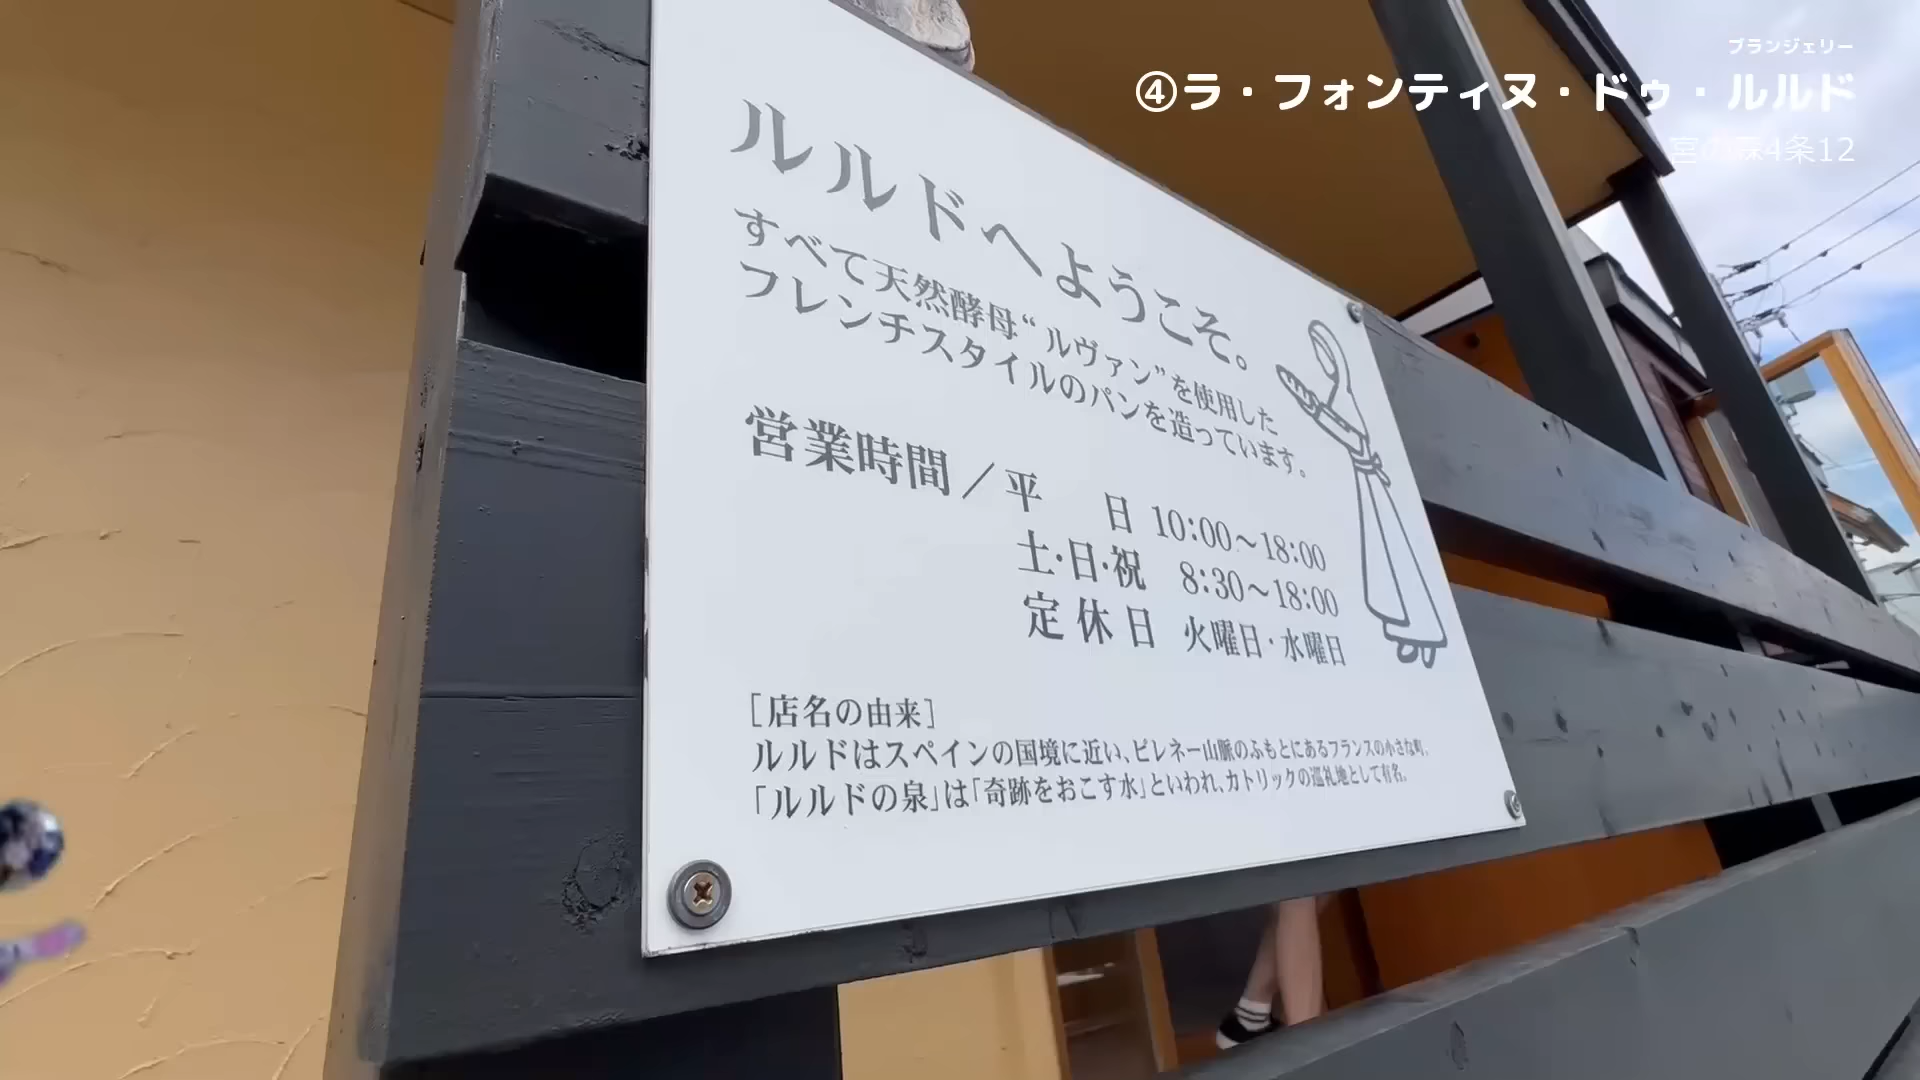 ブランジェリー
④ラ・フォンティヌ・ドゥ・ルルド
宮の森4条12
ルルドへようこそ。
すべて天然酵母“ルヴァン”を使用した
フレンチスタイルのパンを造っています。
営業時間／平　日 10:00～18:00
土・日・祝 8:30～18:00
定休日 火曜日・水曜日
［店名の由来］
ルルドはスペインの国境に近い、ピレネー山脈のふもとにあるフランスの小さな町。
「ルルドの泉」は「奇跡をおこす水」といわれ、カトリックの巡礼地として有名。